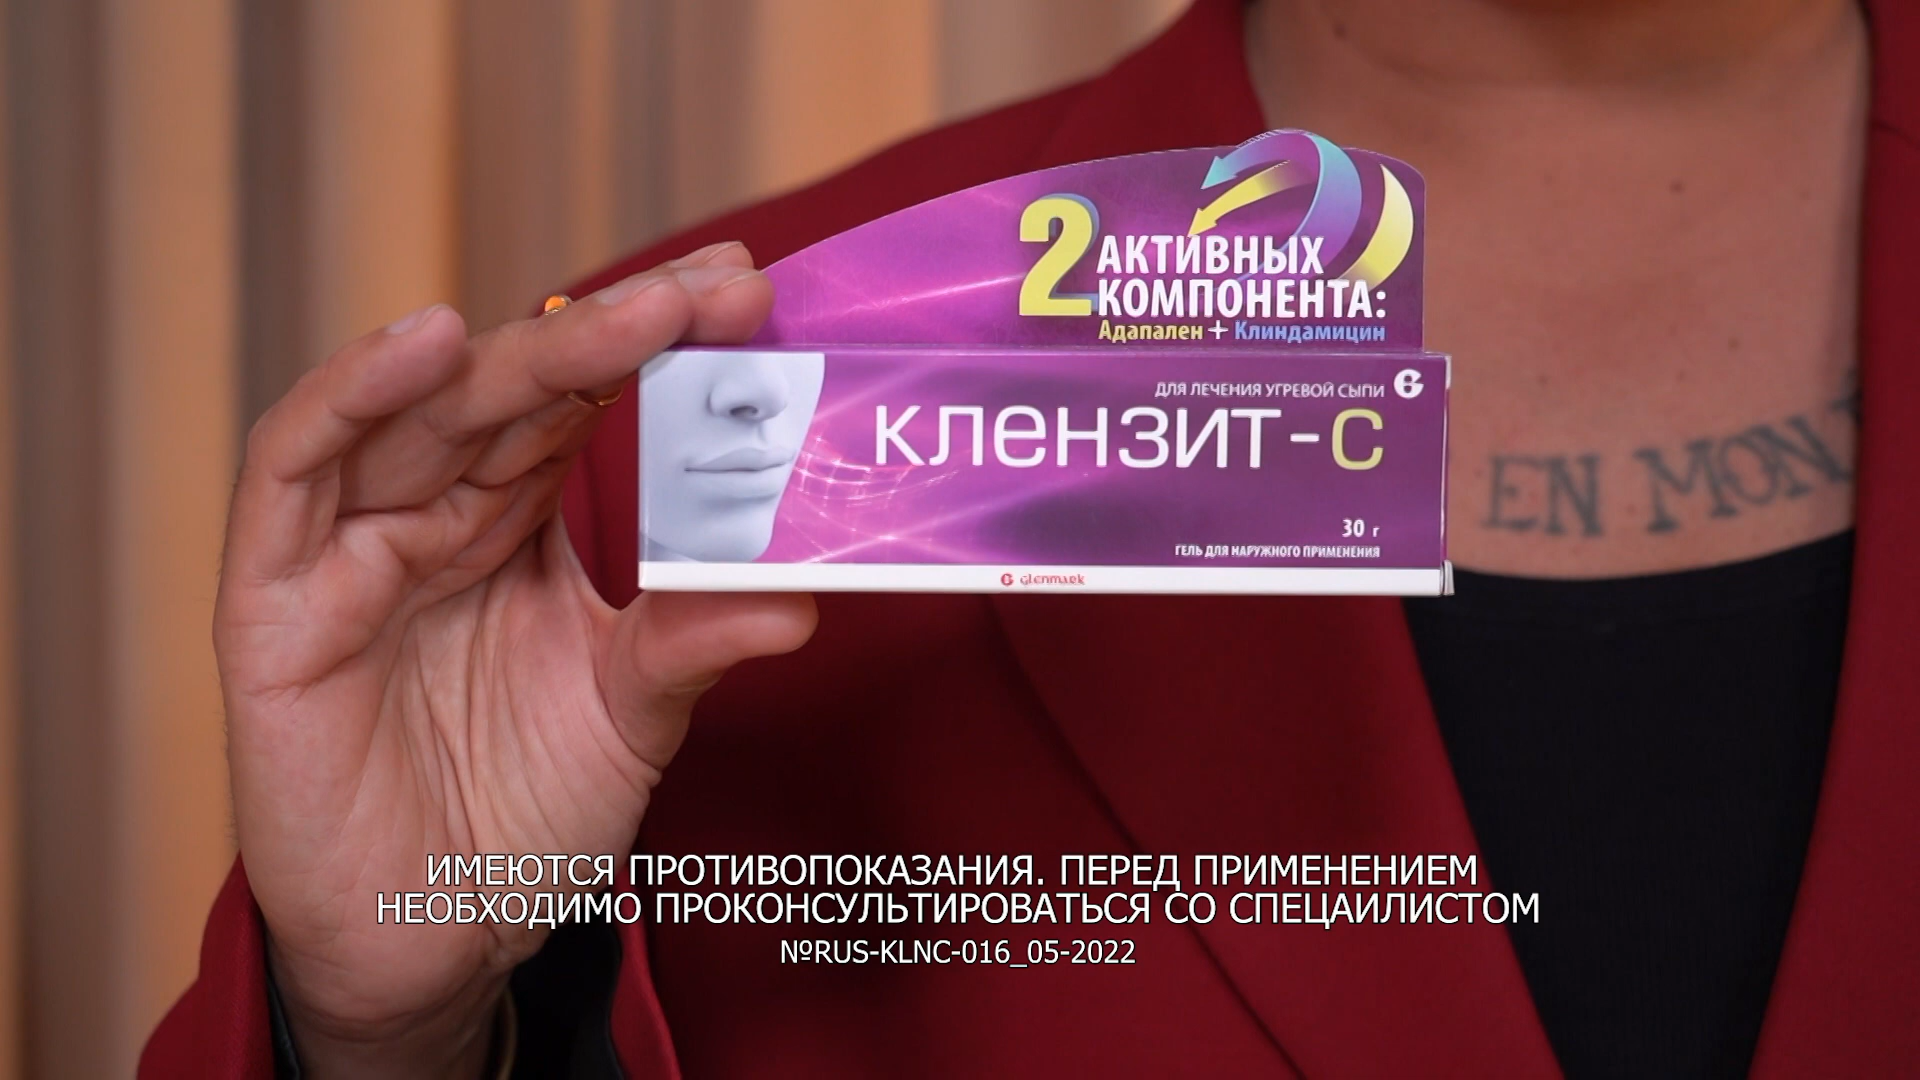 2 АКТИВНЫХ
КОМПОНЕНТА:
Адапален + Клиндамицин
ДЛЯ ЛЕЧЕНИЯ УГРЕВОЙ СЫПИ
КЛЕНЗИТ-С
30 г
ГЕЛЬ ДЛЯ НАРУЖНОГО ПРИМЕНЕНИЯ
Glenmark
EN MON
ИМЕЮТСЯ ПРОТИВОПОКАЗАНИЯ. ПЕРЕД ПРИМЕНЕНИЕМ
НЕОБХОДИМО ПРОКОНСУЛЬТИРОВАТЬСЯ СО СПЕЦАИЛИСТОМ
№RUS-KLNC-016_05-2022